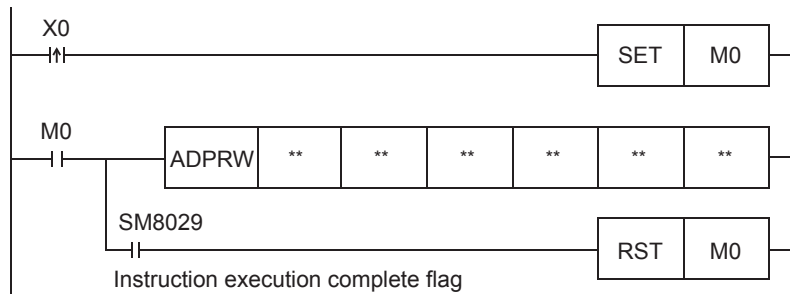 X0
SET M0
M0
ADPRW ** ** ** ** ** **
SM8029
RST M0
Instruction execution complete flag